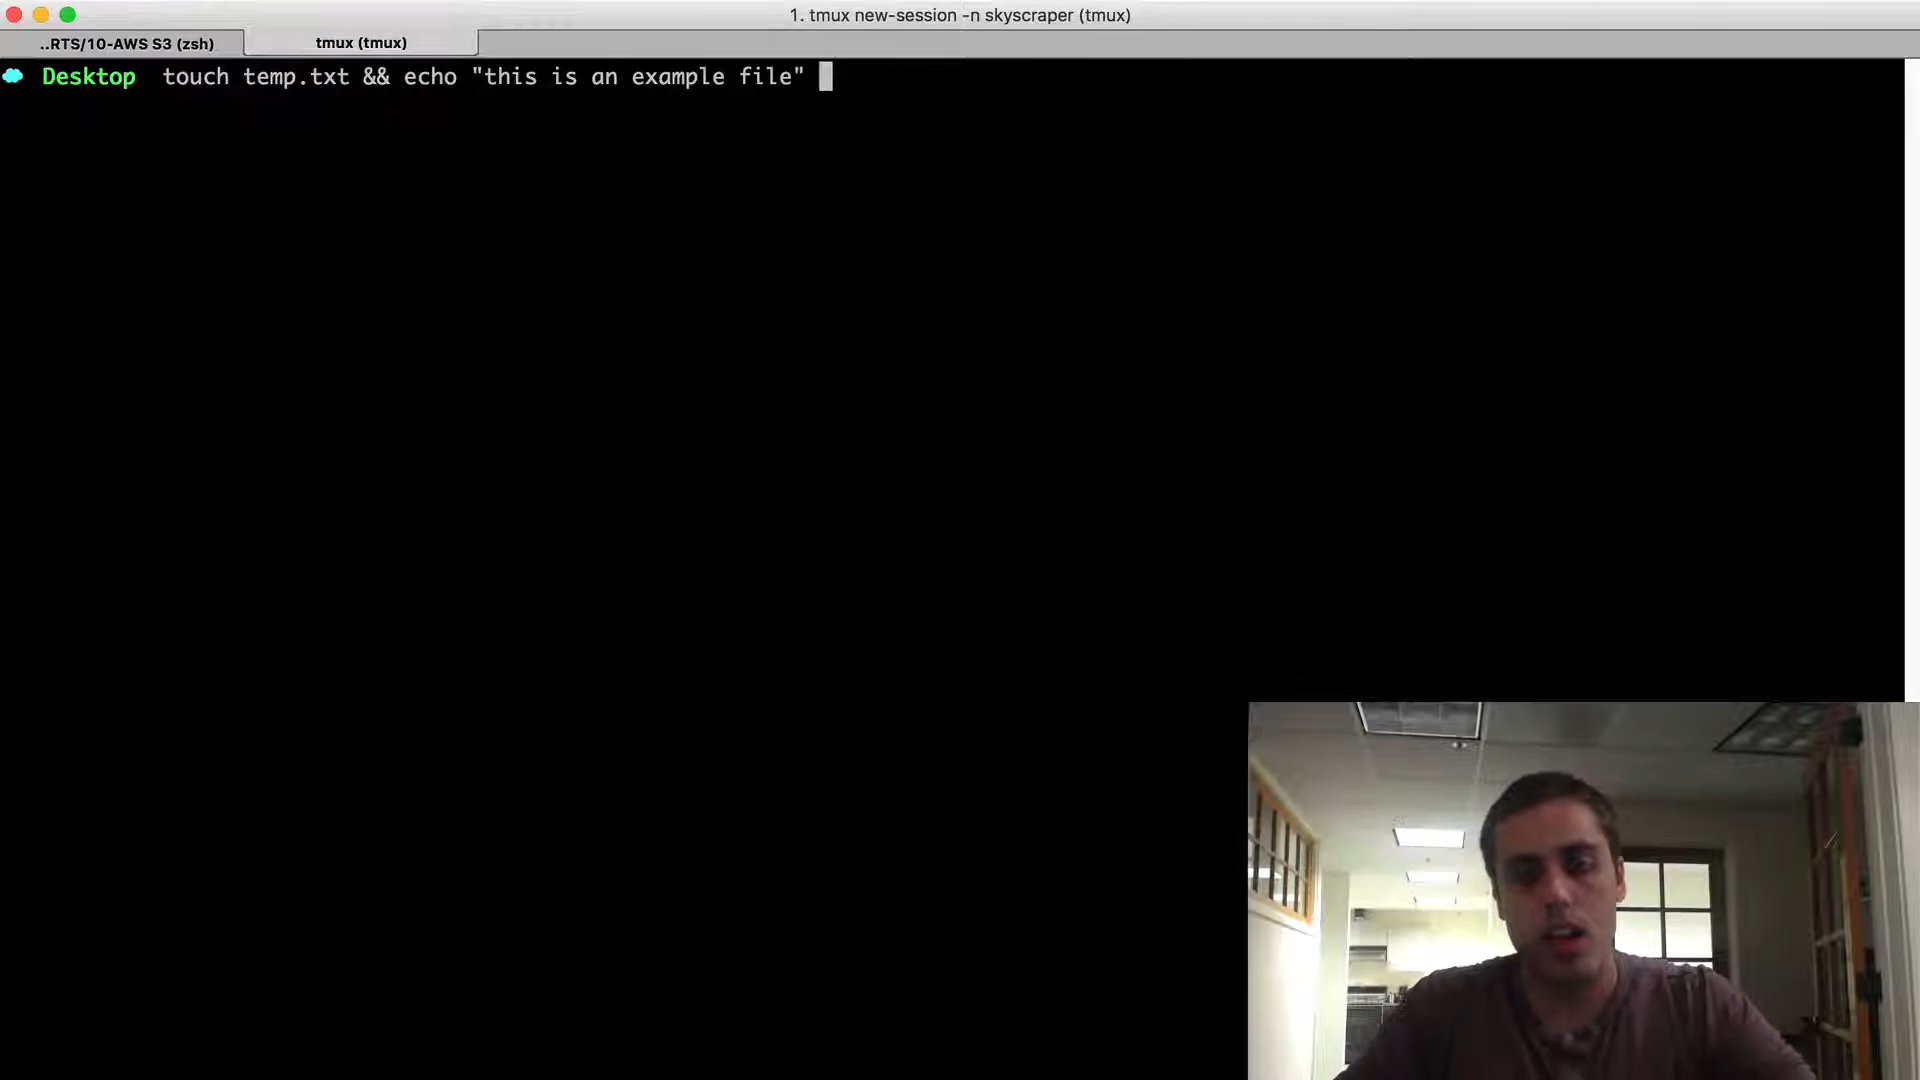 1. tmux new-session -n skyscraper (tmux)
..RTS/10-AWS S3 (zsh)
tmux (tmux)
Desktop touch temp.txt && echo "this is an example file"